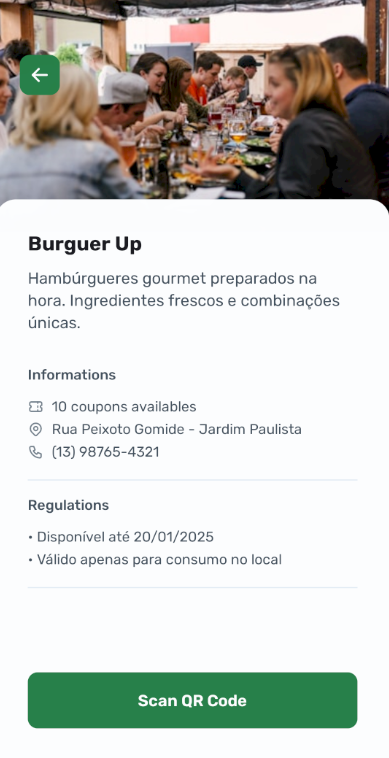 Burguer Up
Hambúrgueres gourmet preparados na
hora. Ingredientes frescos e combinações
únicas.
Informations
10 coupons available
Rua Peixoto Gomide - Jardim Paulista
(13) 98765-4321
Regulations
• Disponível até 20/01/2025
• Válido apenas para consumo no local
Scan QR Code